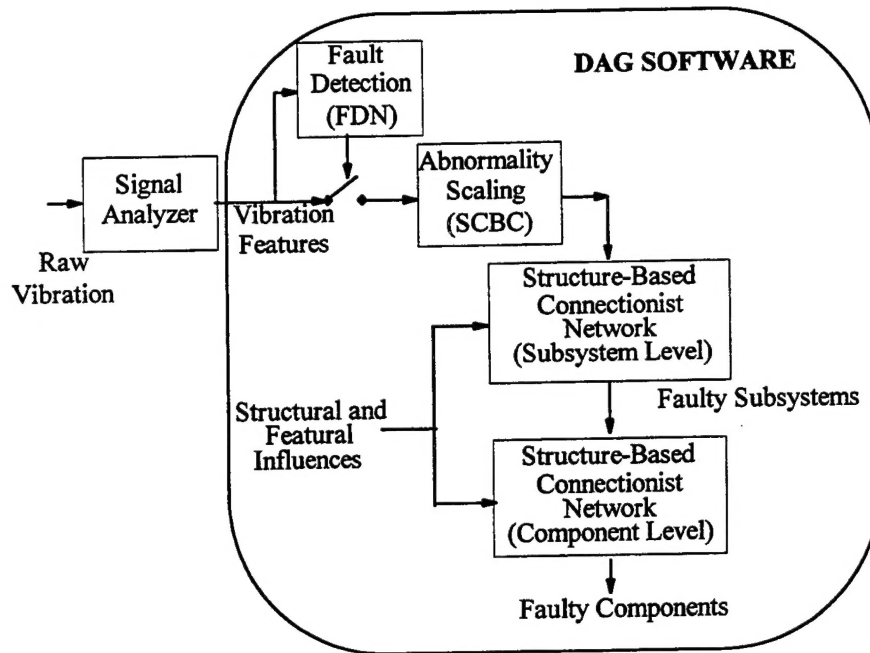 DAG SOFTWARE
Fault
Detection
(FDN)
Signal
Analyzer
Raw
Vibration
Vibration
Features
Abnormality
Scaling
(SCBC)
Structure-Based
Connectionist
Network
(Subsystem Level)
Faulty Subsystems
Structural and
Featural
Influences
Structure-Based
Connectionist
Network
(Component Level)
Faulty Components